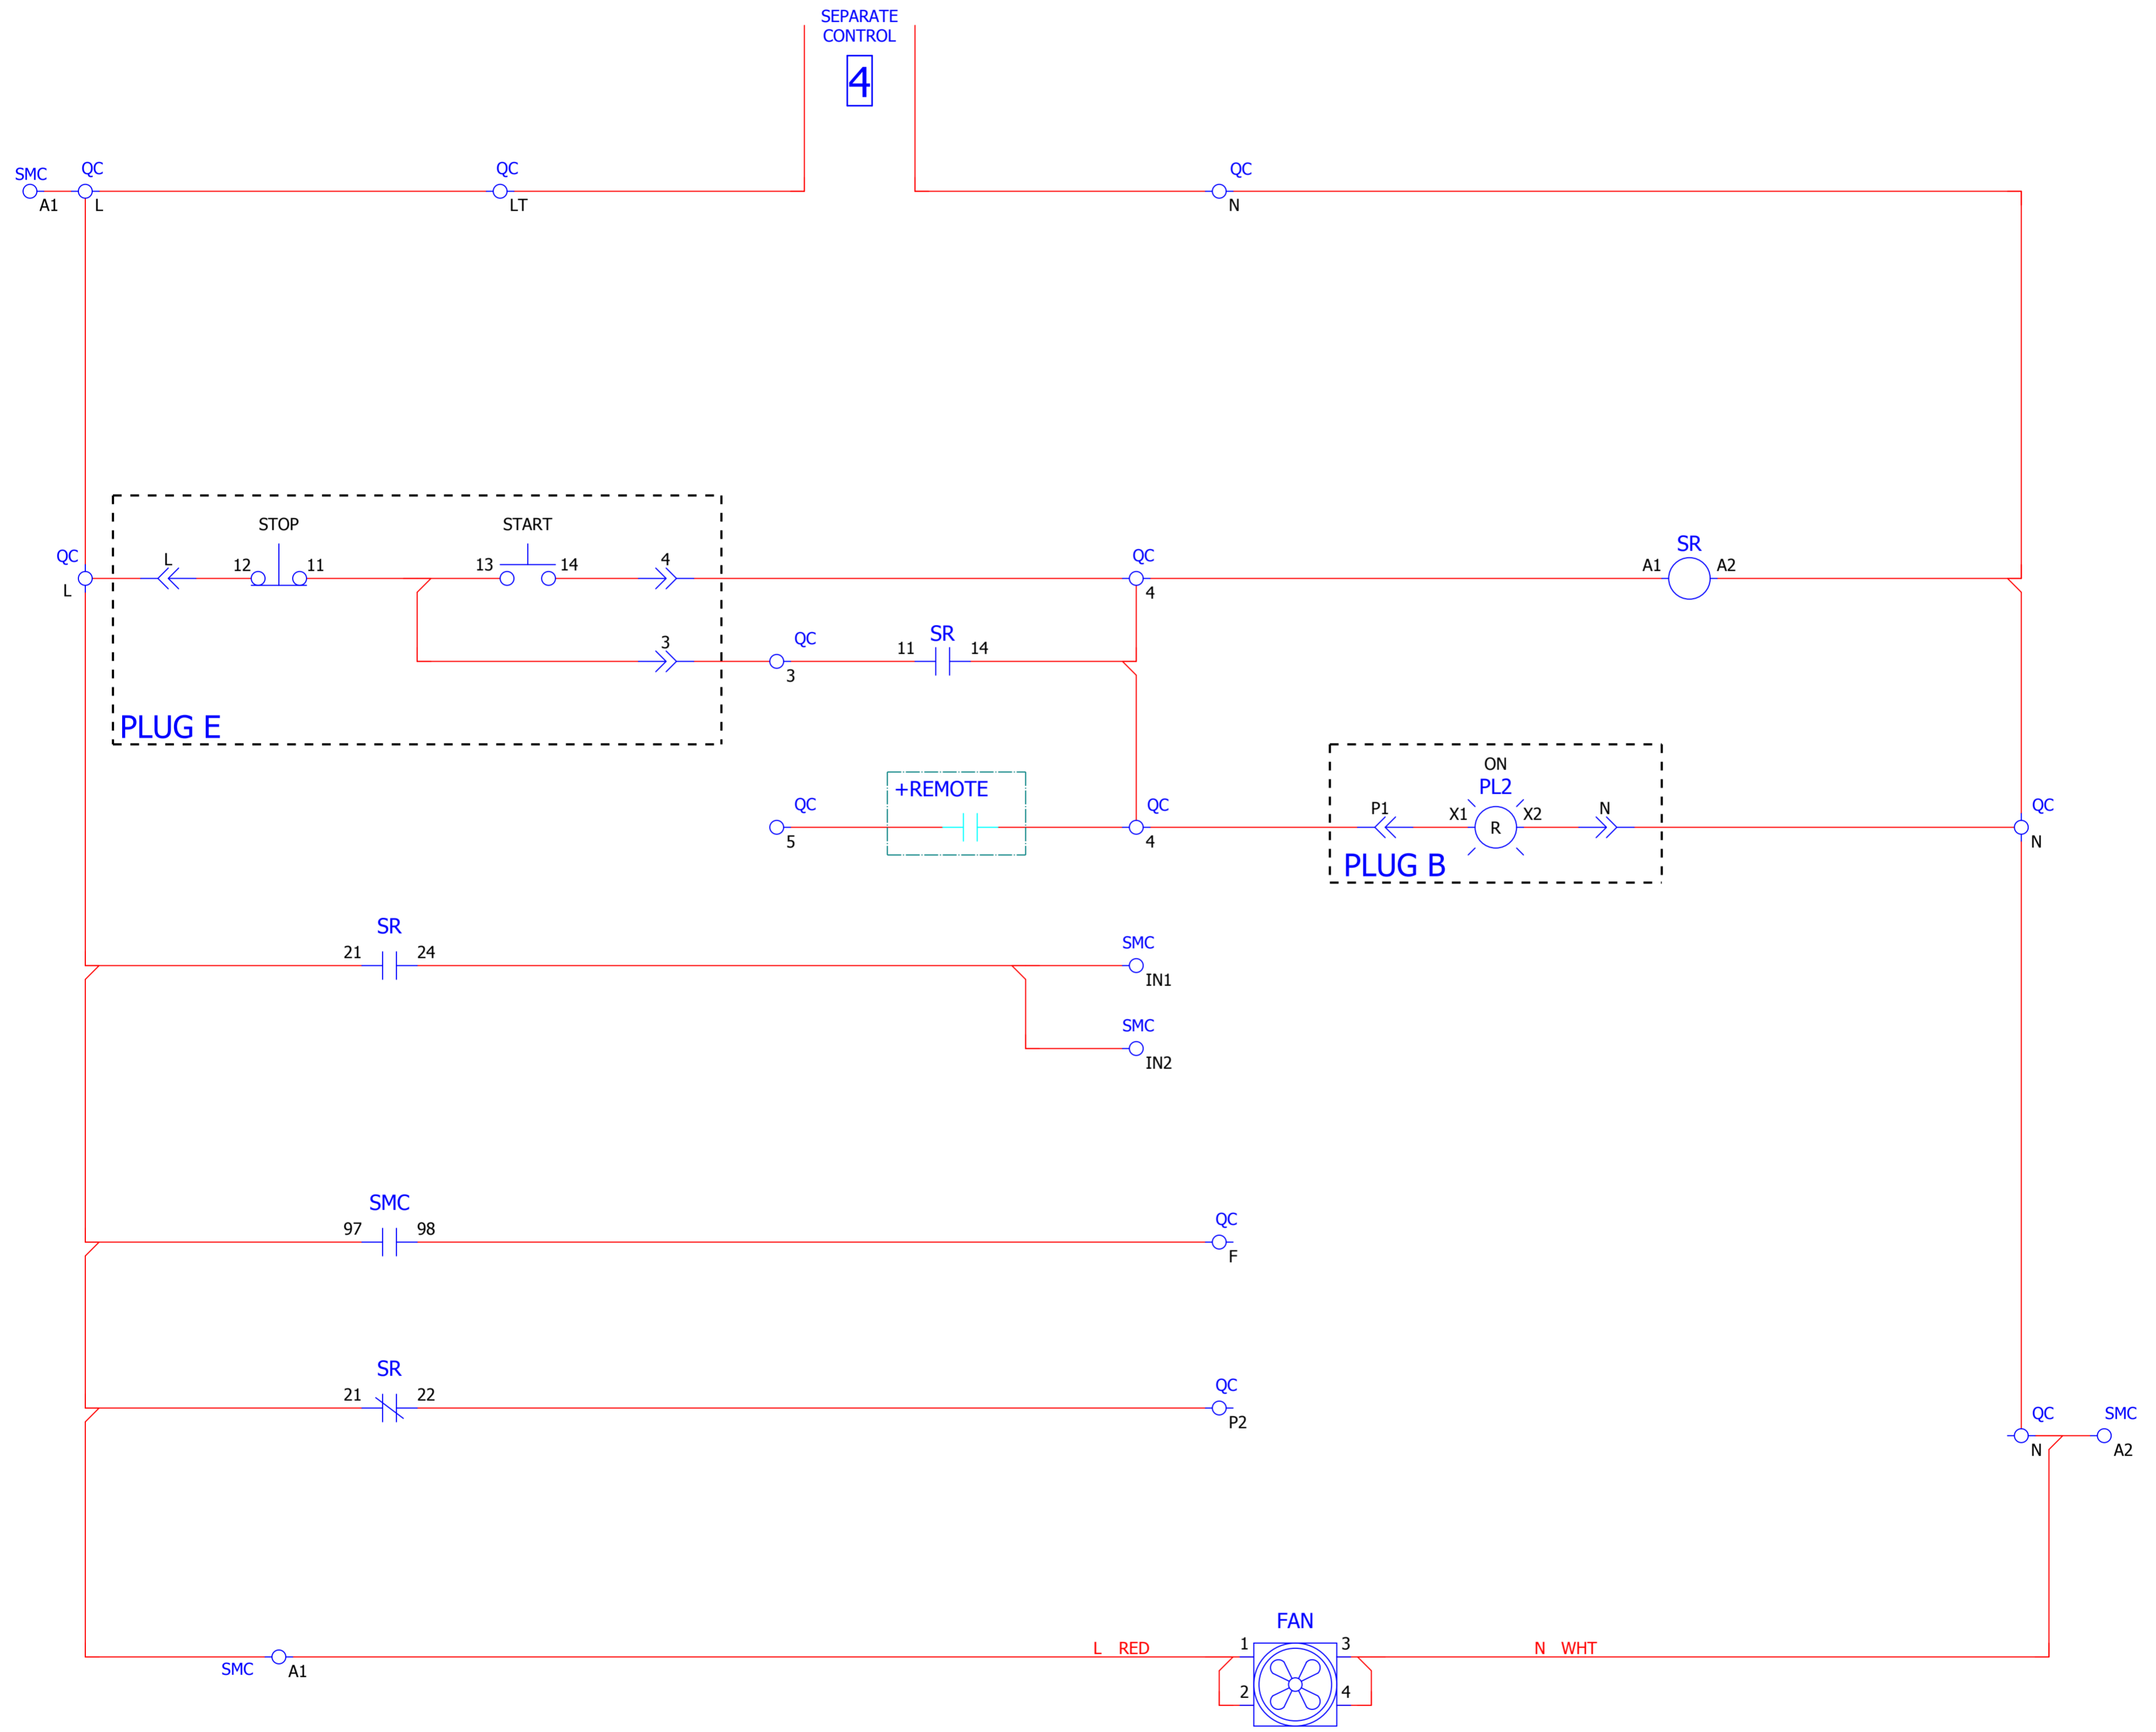 SEPARATE
CONTROL
4
SMC
A1
QC
L
QC
LT
QC
N
QC
L
L
STOP
12
11
START
13
14
4
3
PLUG E
QC
3
SR
11
14
QC
4
SR
A1
A2
QC
5
+REMOTE
QC
4
ON
PL2
P1
X1
R
X2
N
PLUG B
QC
N
SR
21
24
SMC
IN1
SMC
IN2
SMC
97
98
QC
F
SR
21
22
QC
P2
QC
N
SMC
A2
SMC
A1
L RED
FAN
1
2
3
4
N WHT